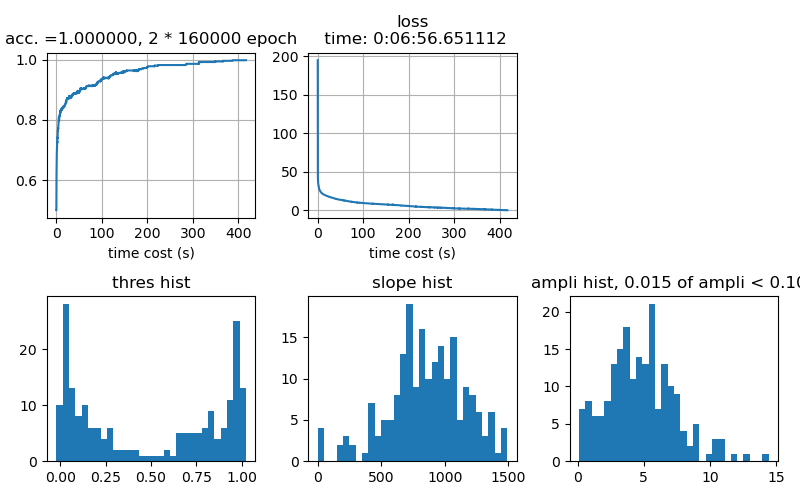 acc. =1.000000, 2 * 160000 epoch
1.0
0.8
0.6
0 100 200 300 400
time cost (s)
loss
time: 0:06:56.651112
200
150
100
50
0
0 100 200 300 400
time cost (s)
thres hist
20
10
0
0.00 0.25 0.50 0.75 1.00
slope hist
15
10
5
0
0 500 1000 1500
ampli hist, 0.015 of ampli < 0.10
20
15
10
5
0
0 5 10 15